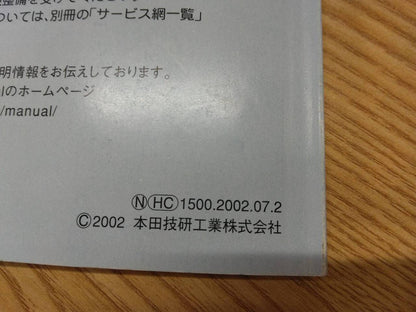 ついては、別冊の「サービス網一覧」
明情報をお伝えしております。
のホームページ
/manual/
ⓃⒽⒸ1500.2002.07.2
©2002 本田技研工業株式会社